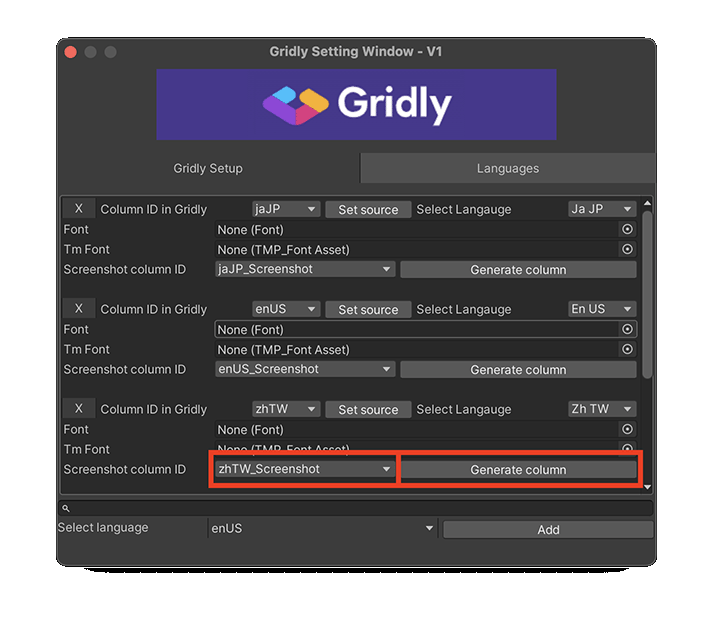 Gridly Setting Window - V1
Gridly
Gridly Setup Languages
X Column ID in Gridly jaJP Set source Select Langauge Ja JP
Font None (Font)
Tm Font None (TMP_Font Asset)
Screenshot column ID jaJP_Screenshot Generate column
X Column ID in Gridly enUS Set source Select Langauge En US
Font None (Font)
Tm Font None (TMP_Font Asset)
Screenshot column ID enUS_Screenshot Generate column
X Column ID in Gridly zhTW Set source Select Langauge Zh TW
Font None (Font)
Tm Font None (TMP_Font Asset)
Screenshot column ID zhTW_Screenshot Generate column
Select language enUS Add